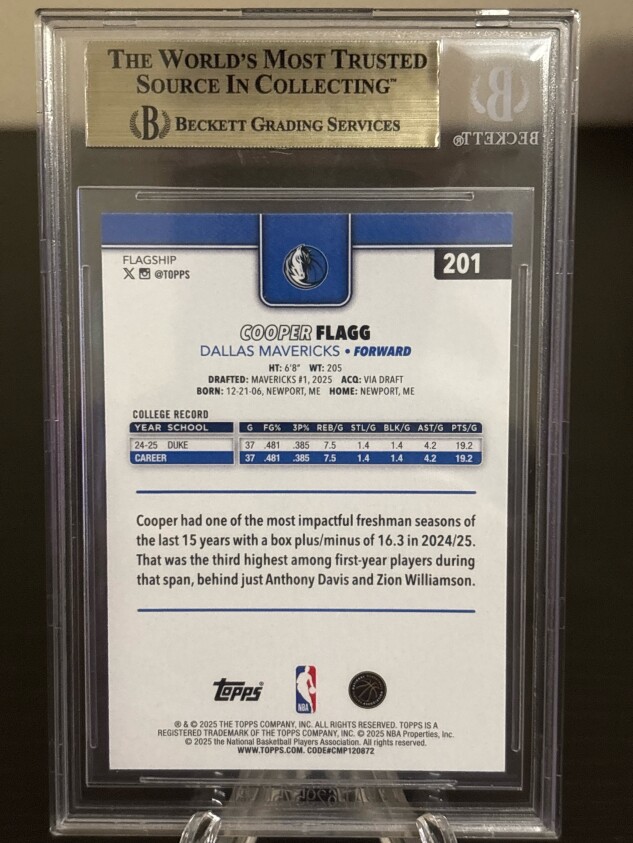 THE WORLD'S MOST TRUSTED
SOURCE IN COLLECTING™
B BECKETT GRADING SERVICES
B
BECKETT®
FLAGSHIP
X @TOPPS
201
COOPER FLAGG
DALLAS MAVERICKS • FORWARD
HT: 6'8" WT: 205
DRAFTED: MAVERICKS #1, 2025 ACQ: VIA DRAFT
BORN: 12-21-06, NEWPORT, ME HOME: NEWPORT, ME
COLLEGE RECORD
YEAR SCHOOL G FG% 3P% REB/G STL/G BLK/G AST/G PTS/G
24-25 DUKE 37 .481 .385 7.5 1.4 1.4 4.2 19.2
CAREER 37 .481 .385 7.5 1.4 1.4 4.2 19.2
Cooper had one of the most impactful freshman seasons of
the last 15 years with a box plus/minus of 16.3 in 2024/25.
That was the third highest among first-year players during
that span, behind just Anthony Davis and Zion Williamson.
Topps®
NBA
® & © 2025 THE TOPPS COMPANY, INC. ALL RIGHTS RESERVED. TOPPS IS A
REGISTERED TRADEMARK OF THE TOPPS COMPANY, INC. © 2025 NBA Properties, Inc.
© 2025 the National Basketball Players Association. All rights reserved.
WWW.TOPPS.COM. CODE#CMP120872